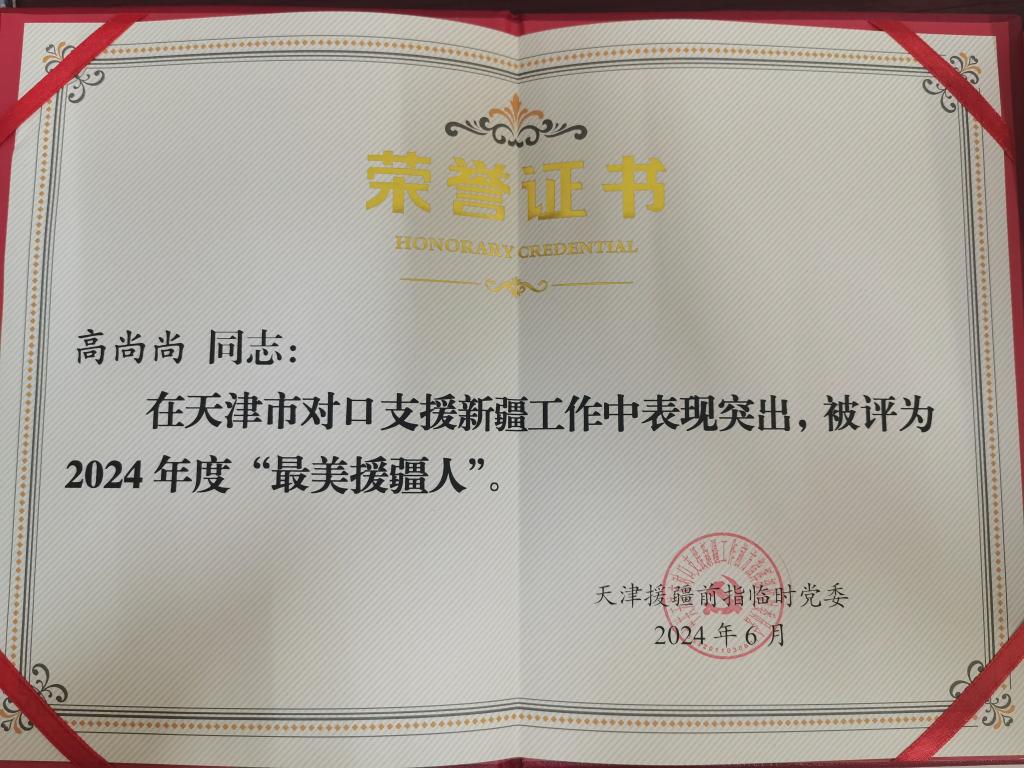 荣誉证书
HONORARY CREDENTIAL
高尚尚 同志：
在天津市对口支援新疆工作中表现突出，被评为
2024 年度“最美援疆人”。
天津援疆前指临时党委
2024 年 6 月